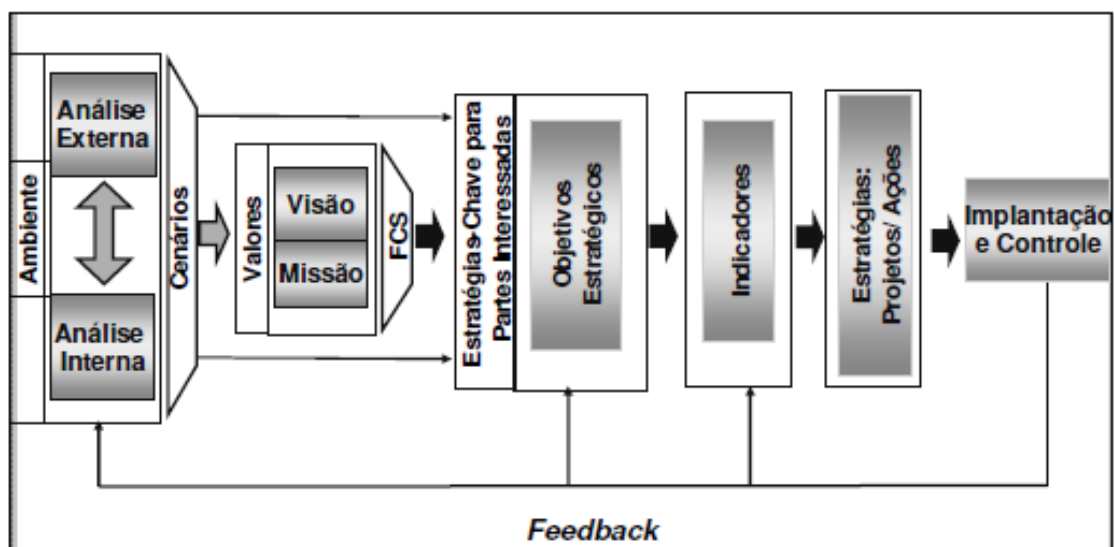 Ambiente
Análise
Externa
Análise
Interna
Cenários
Valores
Visão
Missão
FCS
Estratégias-Chave para
Partes Interessadas
Objetivos
Estratégicos
Indicadores
Estratégias:
Projetos/ Ações
Implantação
e Controle
Feedback